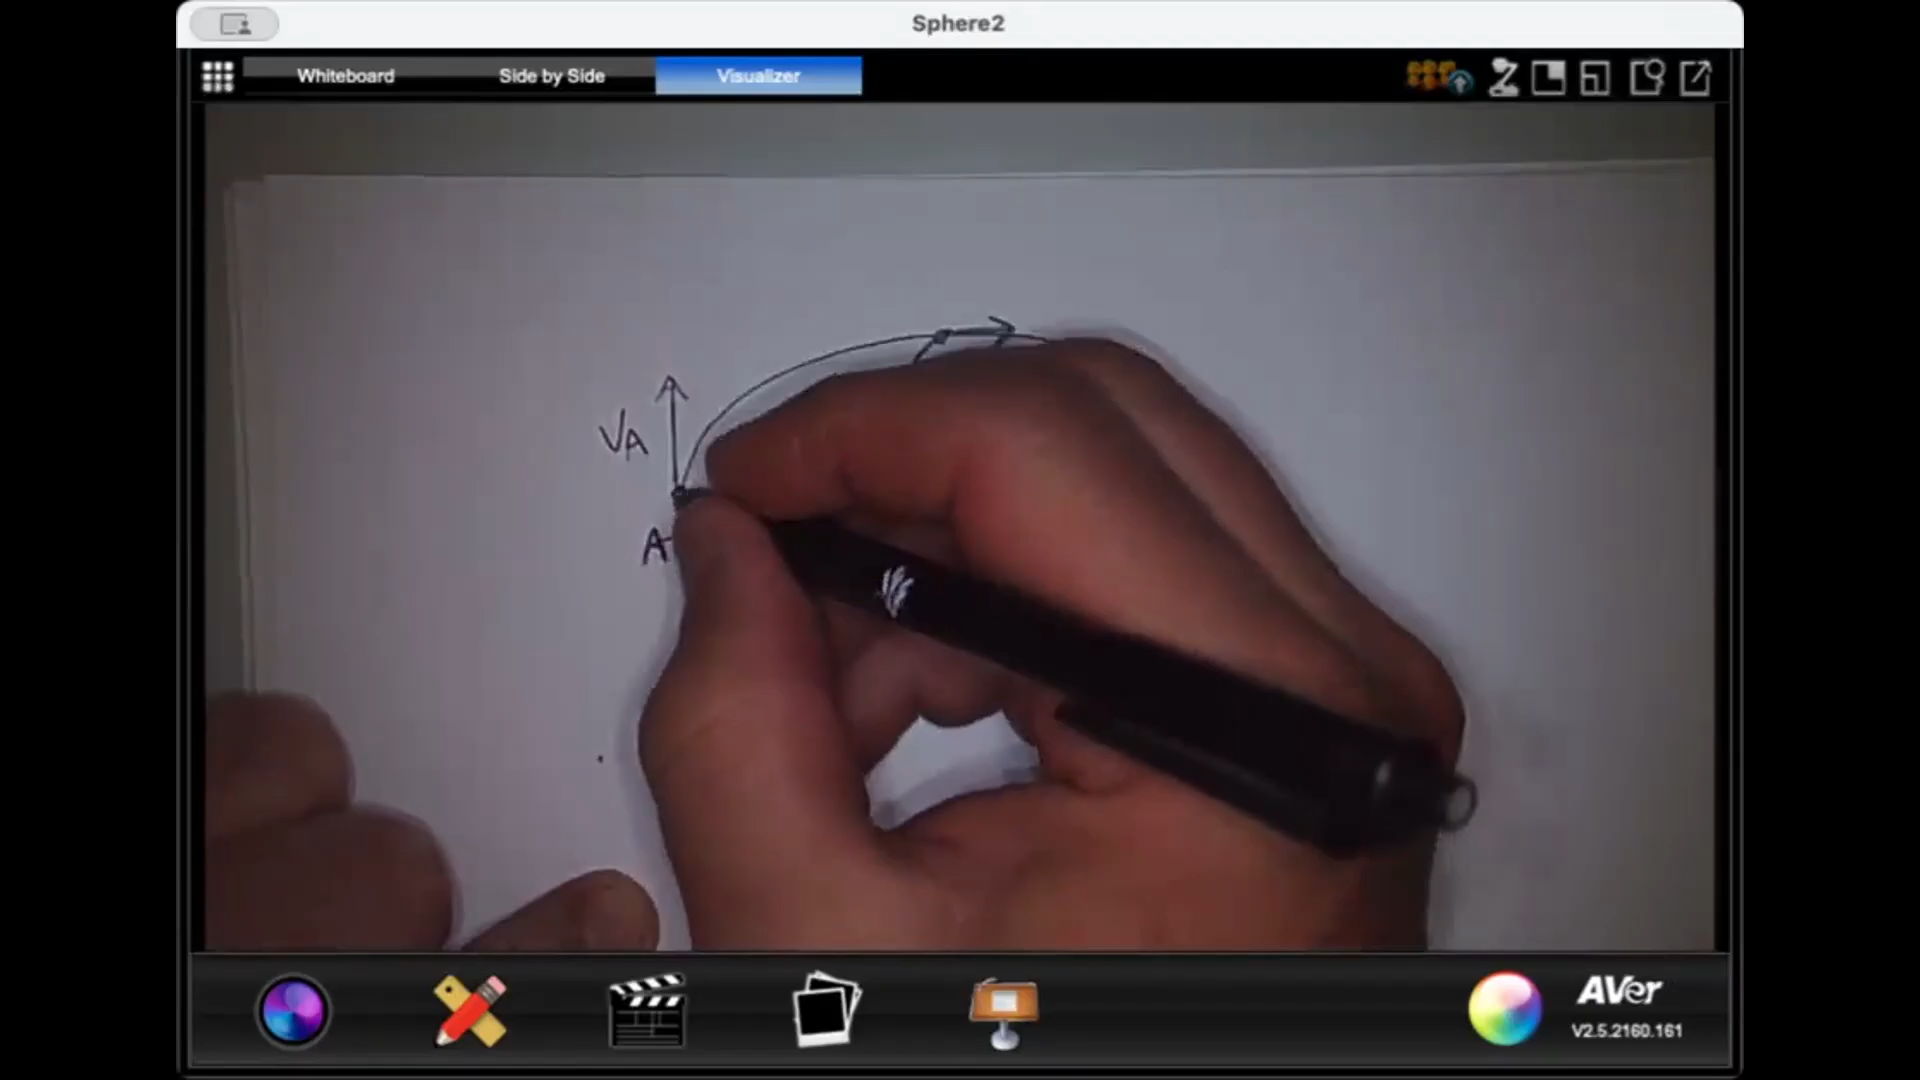 Sphere2
Whiteboard
Side by Side
Visualizer
VA
A
AVer
V2.5.2160.161